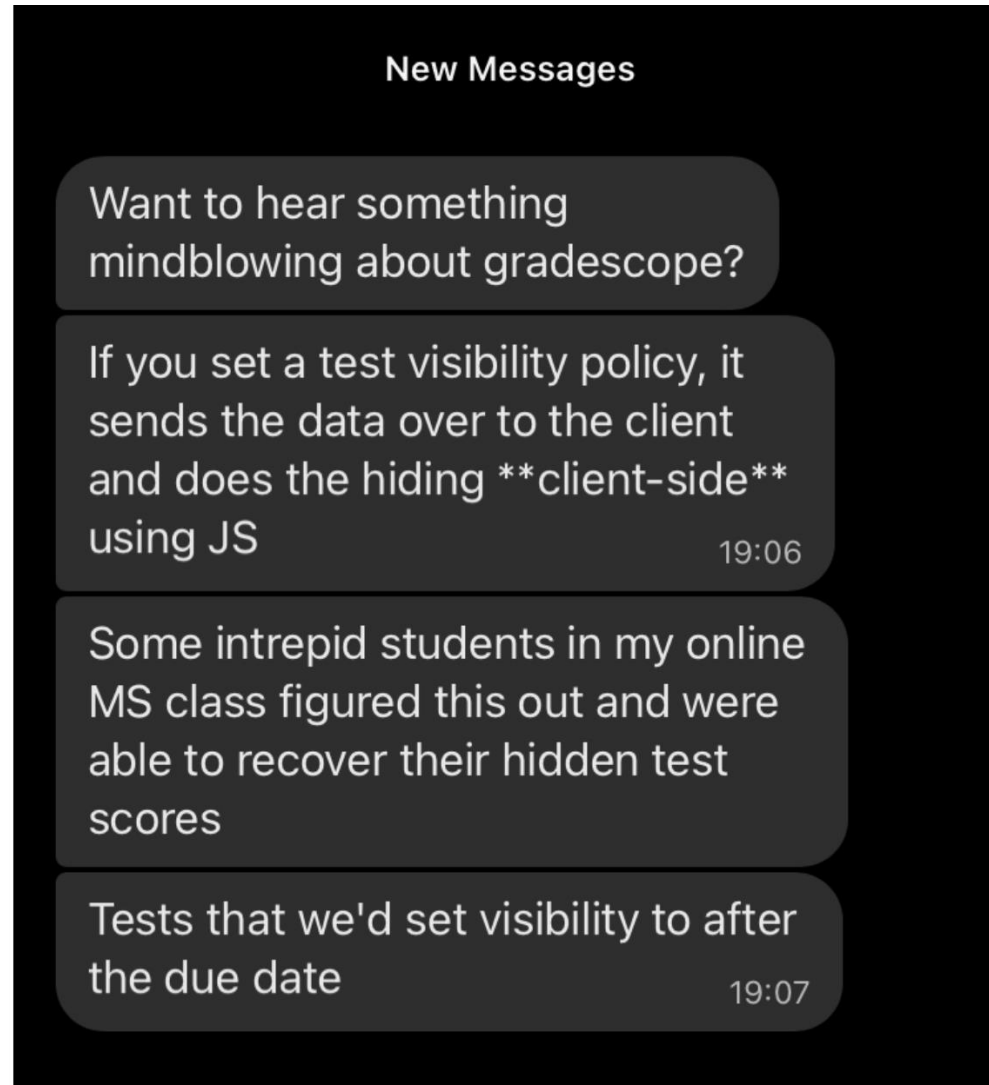 New Messages
Want to hear something
mindblowing about gradescope?
If you set a test visibility policy, it
sends the data over to the client
and does the hiding **client-side**
using JS
19:06
Some intrepid students in my online
MS class figured this out and were
able to recover their hidden test
scores
Tests that we'd set visibility to after
the due date
19:07